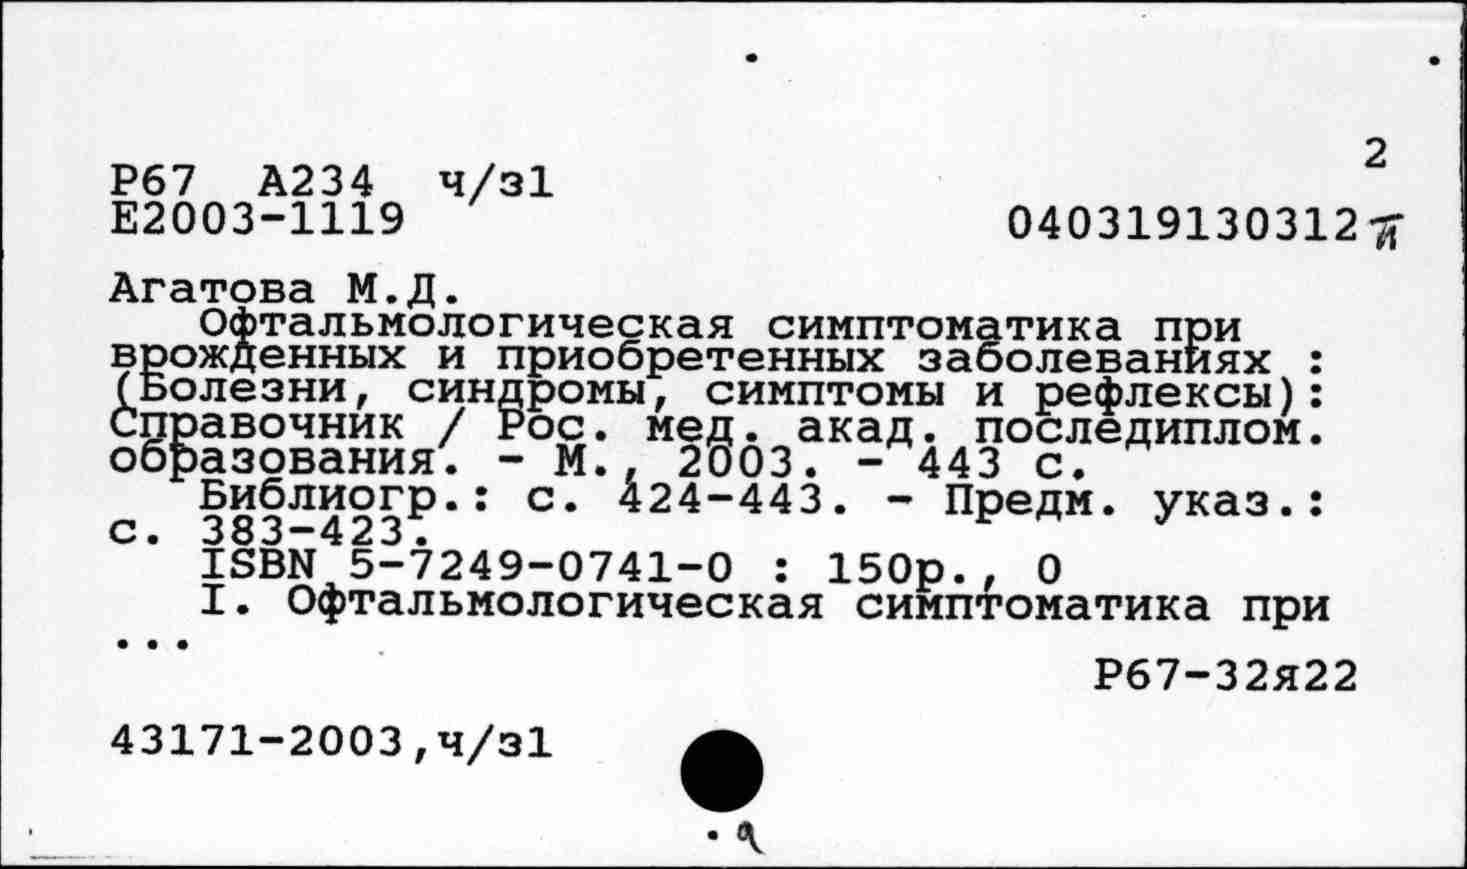 2
Р67 А234 ч/з1
Е2003-1119 040319130312
Агатова М.Д.
Офтальмологическая симптоматика при
врожденных и приобретенных заболеваниях :
(Болезни, синдромы, симптомы и рефлексы):
Справочник / Рос. мед. акад. последиплом.
образования. - М., 2003. - 443 с.
Библиогр.: с. 424-443. - Предм. указ.:
с. 383-423.
ISBN 5-7249-0741-0 : 150р., 0
I. Офтальмологическая симптоматика при
...
Р67-32я22
43171-2003,ч/з1